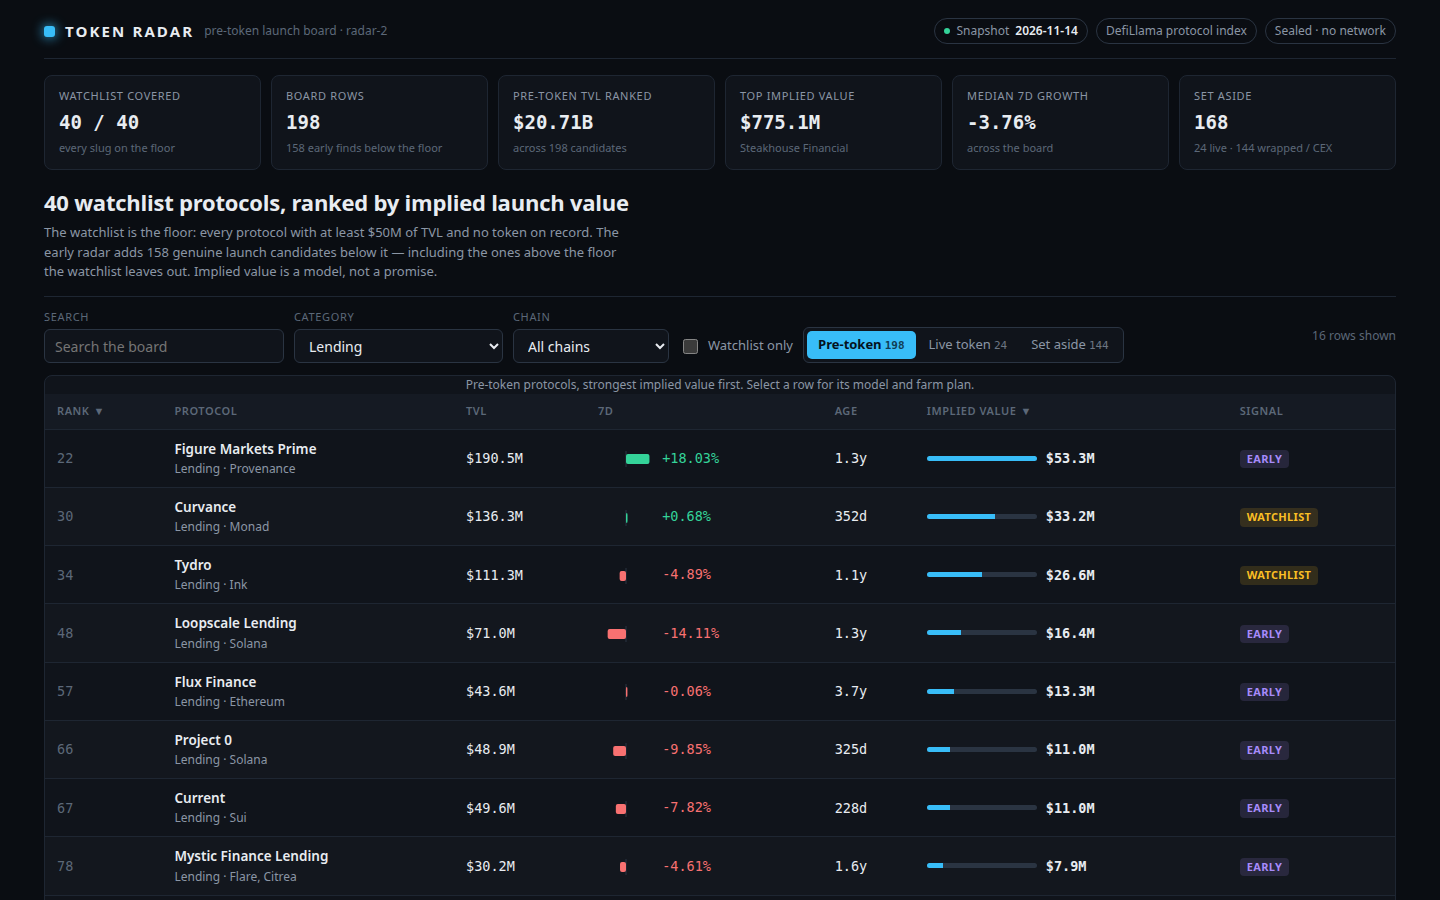 TOKEN RADAR pre-token launch board · radar-2
Snapshot 2026-11-14
DefiLlama protocol index
Sealed · no network
WATCHLIST COVERED
40 / 40
every slug on the floor
BOARD ROWS
198
158 early finds below the floor
PRE-TOKEN TVL RANKED
$20.71B
across 198 candidates
TOP IMPLIED VALUE
$775.1M
Steakhouse Financial
MEDIAN 7D GROWTH
-3.76%
across the board
SET ASIDE
168
24 live · 144 wrapped / CEX
40 watchlist protocols, ranked by implied launch value
The watchlist is the floor: every protocol with at least $50M of TVL and no token on record. The
early radar adds 158 genuine launch candidates below it — including the ones above the floor
the watchlist leaves out. Implied value is a model, not a promise.
SEARCH
Search the board
CATEGORY
Lending
CHAIN
All chains
Watchlist only
Pre-token 198
Live token 24
Set aside 144
16 rows shown
Pre-token protocols, strongest implied value first. Select a row for its model and farm plan.
RANK ▼ PROTOCOL TVL 7D AGE IMPLIED VALUE ▼ SIGNAL
22 Figure Markets Prime $190.5M +18.03% 1.3y $53.3M EARLY
Lending · Provenance
30 Curvance $136.3M +0.68% 352d $33.2M WATCHLIST
Lending · Monad
34 Tydro $111.3M -4.89% 1.1y $26.6M WATCHLIST
Lending · Ink
48 Loopscale Lending $71.0M -14.11% 1.3y $16.4M EARLY
Lending · Solana
57 Flux Finance $43.6M -0.06% 3.7y $13.3M EARLY
Lending · Ethereum
66 Project 0 $48.9M -9.85% 325d $11.0M EARLY
Lending · Solana
67 Current $49.6M -7.82% 228d $11.0M EARLY
Lending · Sui
78 Mystic Finance Lending $30.2M -4.61% 1.6y $7.9M EARLY
Lending · Flare, Citrea